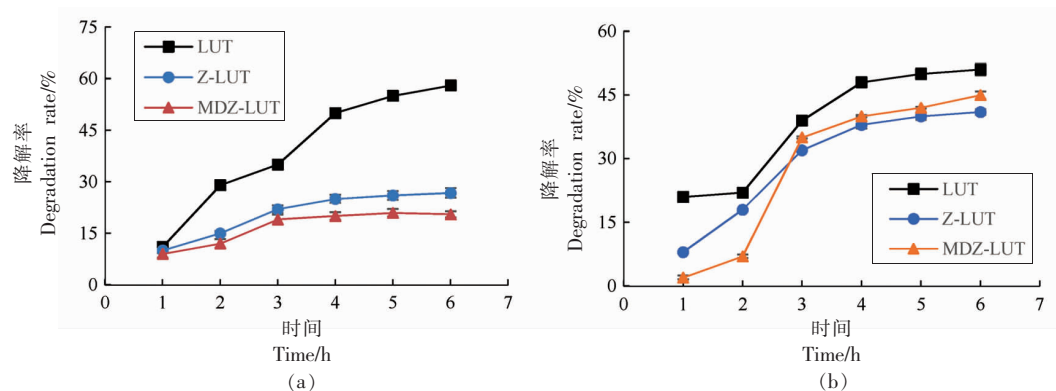 75
60
45
30
15
0
0
1
2
3
4
5
6
7
LUT
Z-LUT
MDZ-LUT
降解率
Degradation rate/%
时间
Time/h
(a)
60
45
30
15
0
0
1
2
3
4
5
6
7
LUT
Z-LUT
MDZ-LUT
降解率
Degradation rate/%
时间
Time/h
(b)